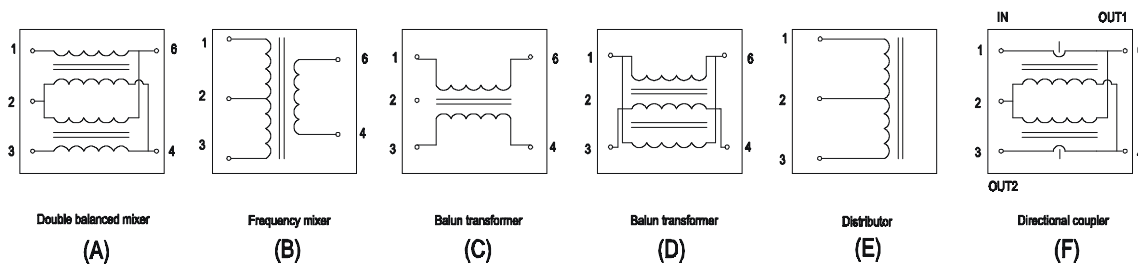 IN OUT1
1 6 1 6 1 6 1 6 1 1
2 2 2 2 2 2
3 4 3 4 3 4 3 4 3 3
OUT2
Double balanced mixer Frequency mixer Balun transformer Balun transformer Distributor Directional coupler
(A) (B) (C) (D) (E) (F)